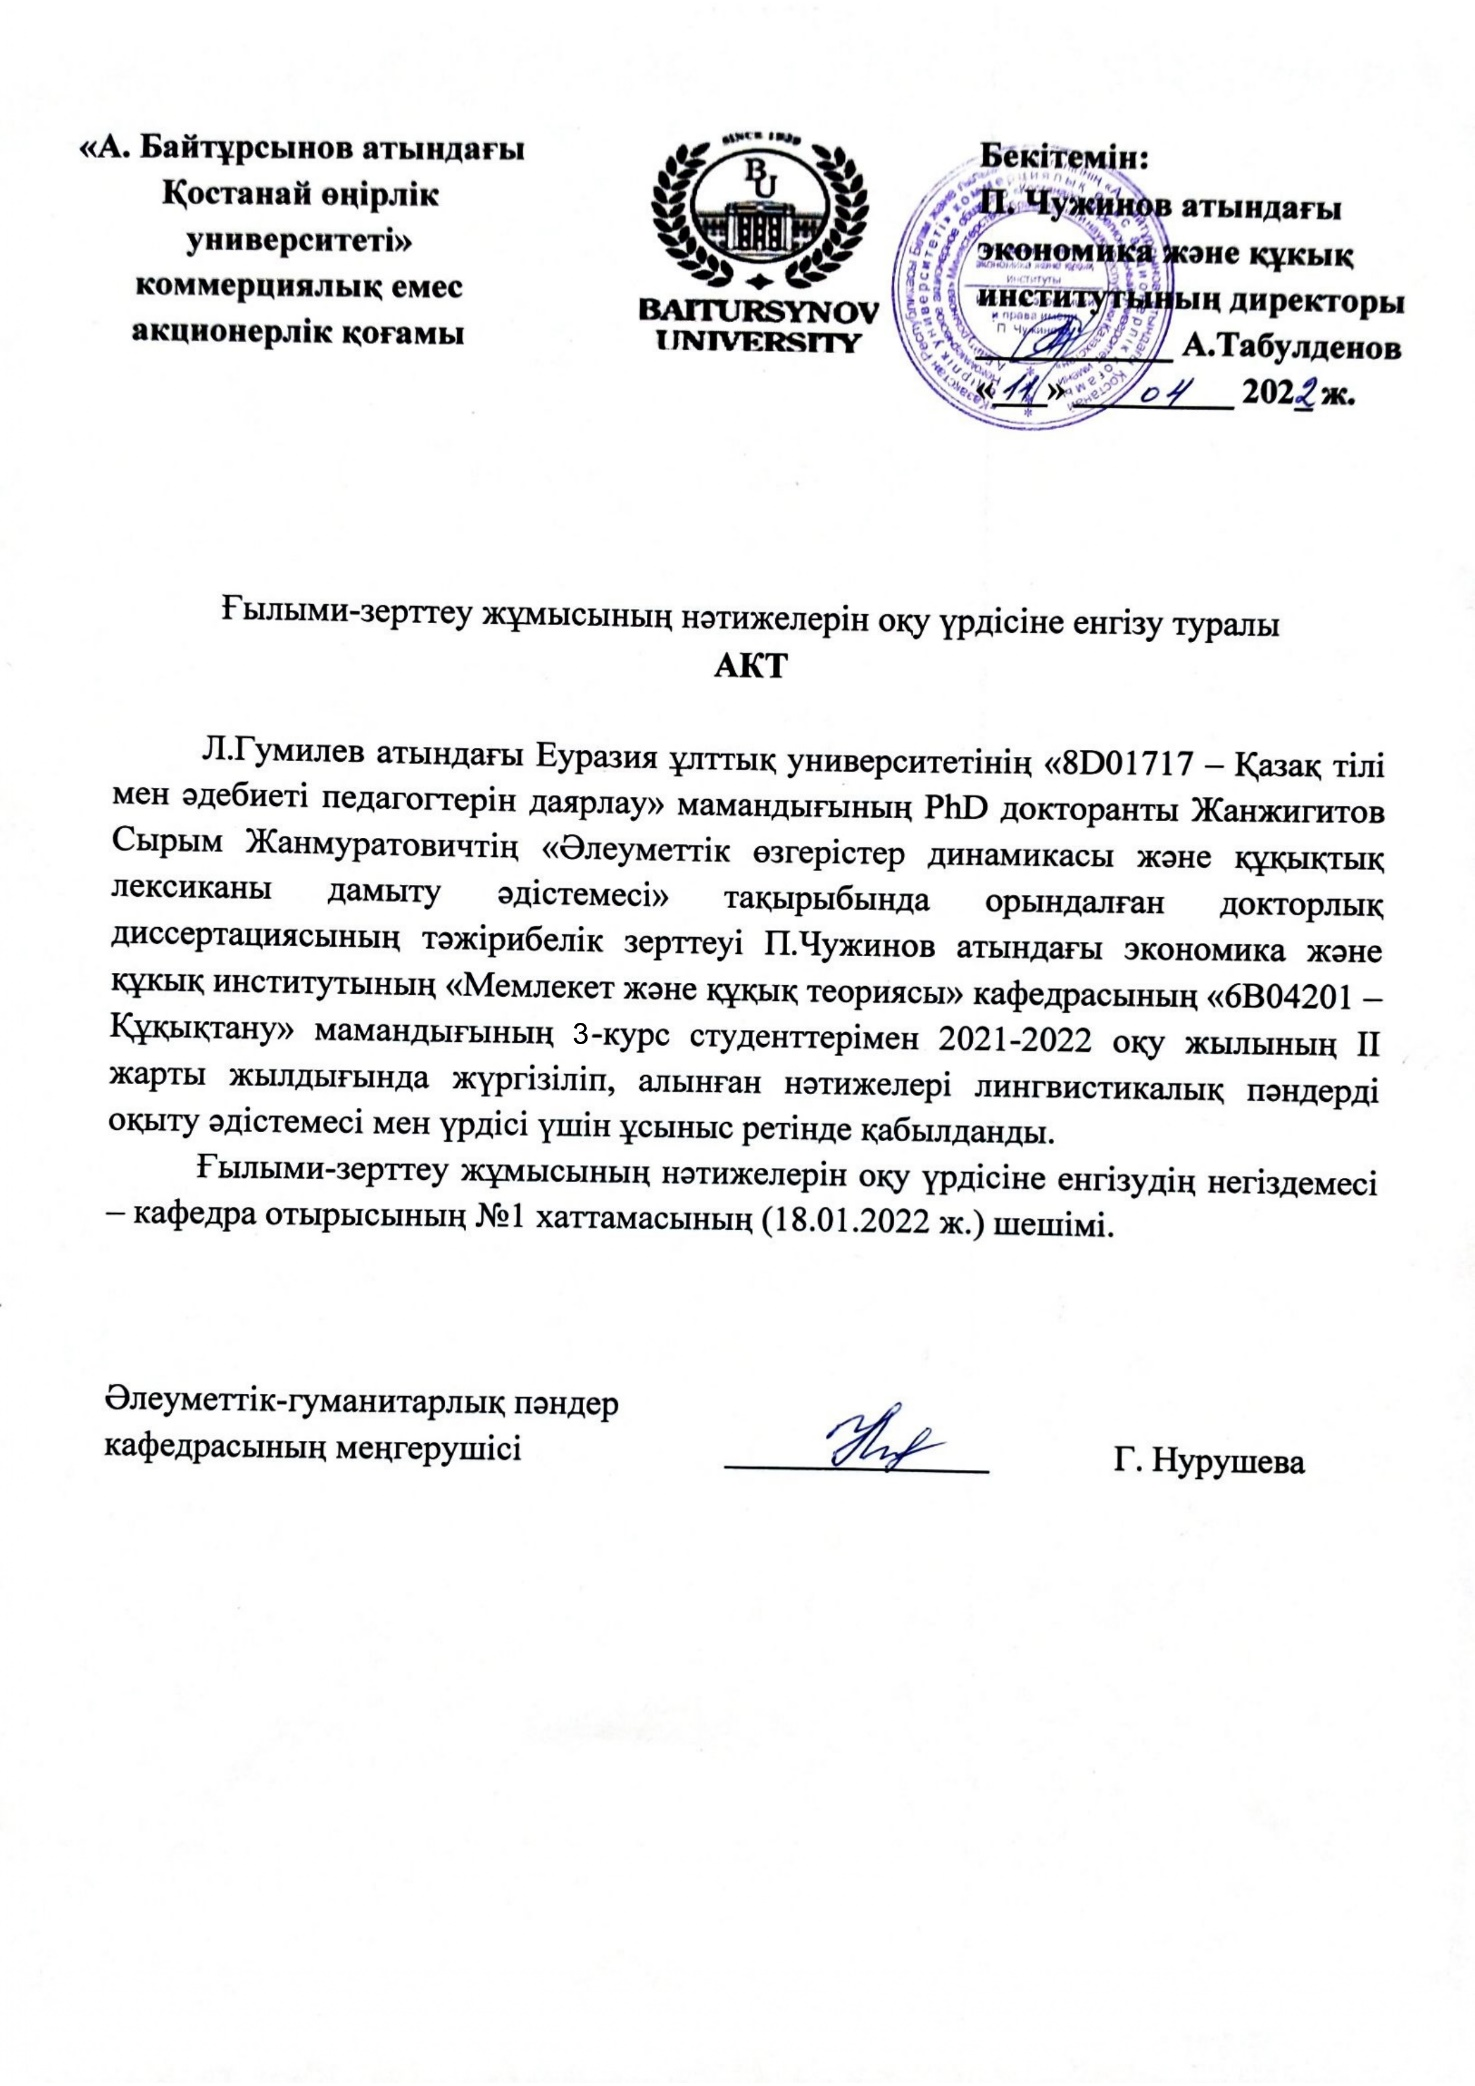 «А. Байтұрсынов атындағы
Қостанай өңірлік
университеті»
коммерциялық емес
акционерлік қоғамы
SINCE 1939
BU
BAITURSYNOV
UNIVERSITY
Бекітемін:
П. Чужинов атындағы
экономика және құкық
институтының директоры
А.Табулденов
«11» 04 2022 ж.
Ғылыми-зерттеу жұмысының нәтижелерін оқу үрдісіне енгізу туралы
АКТ
Л.Гумилев атындағы Еуразия ұлттық университетінің «8D01717 – Қазақ тілі
мен әдебиеті педагогтерін даярлау» мамандығының PhD докторанты Жанжигитов
Сырым Жанмуратовичтің «Әлеуметтік өзгерістер динамикасы және құқықтық
лексиканы дамыту әдістемесі» тақырыбында орындалған докторлық
диссертациясының тәжірибелік зерттеуі П.Чужинов атындағы экономика және
құкық институтының «Мемлекет және құқық теориясы» кафедрасының «6В04201 –
Құқықтану» мамандығының 3-курс студенттерімен 2021-2022 оқу жылының II
жарты жылдығында жүргізіліп, алынған нәтижелері лингвистикалық пәндерді
оқыту әдістемесі мен үрдісі үшін ұсыныс ретінде қабылданды.
Ғылыми-зерттеу жұмысының нәтижелерін оқу үрдісіне енгізудің негіздемесі
– кафедра отырысының №1 хаттамасының (18.01.2022 ж.) шешімі.
Әлеуметтік-гуманитарлық пәндер
кафедрасының меңгерушісі
Г. Нурушева